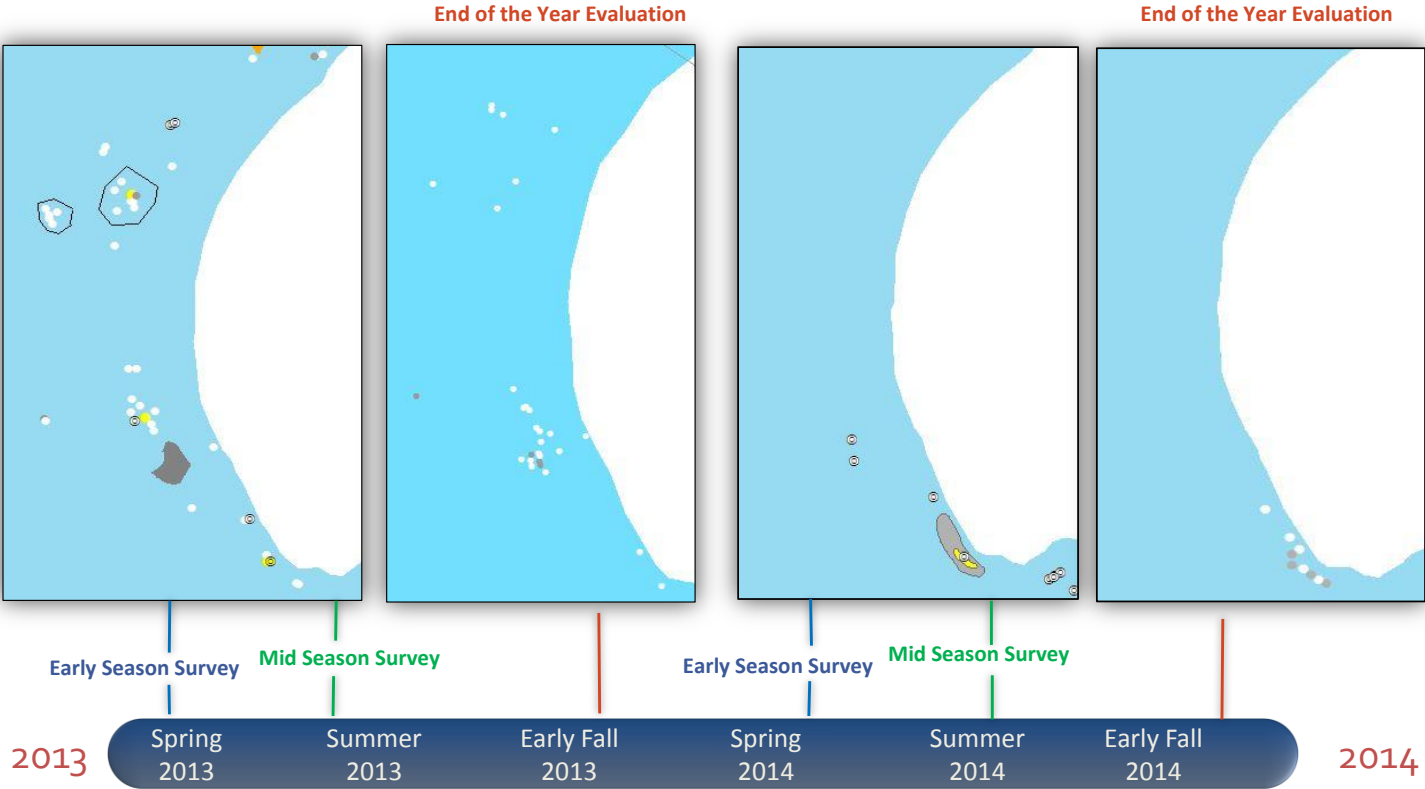 End of the Year Evaluation
End of the Year Evaluation
Early Season Survey
Mid Season Survey
Early Season Survey
Mid Season Survey
2013
Spring
2013
Summer
2013
Early Fall
2013
Spring
2014
Summer
2014
Early Fall
2014
2014